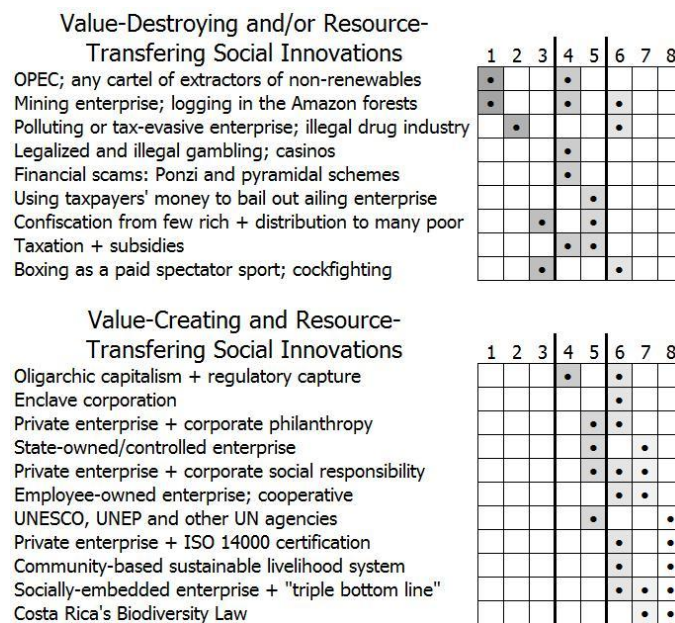 Value-Destroying and/or Resource-
Transfering Social Innovations
1 2 3 4 5 6 7 8
OPEC; any cartel of extractors of non-renewables
Mining enterprise; logging in the Amazon forests
Polluting or tax-evasive enterprise; illegal drug industry
Legalized and illegal gambling; casinos
Financial scams: Ponzi and pyramidal schemes
Using taxpayers' money to bail out ailing enterprise
Confiscation from few rich + distribution to many poor
Taxation + subsidies
Boxing as a paid spectator sport; cockfighting
Value-Creating and Resource-
Transfering Social Innovations
1 2 3 4 5 6 7 8
Oligarchic capitalism + regulatory capture
Enclave corporation
Private enterprise + corporate philanthropy
State-owned/controlled enterprise
Private enterprise + corporate social responsibility
Employee-owned enterprise; cooperative
UNESCO, UNEP and other UN agencies
Private enterprise + ISO 14000 certification
Community-based sustainable livelihood system
Socially-embedded enterprise + "triple bottom line"
Costa Rica's Biodiversity Law